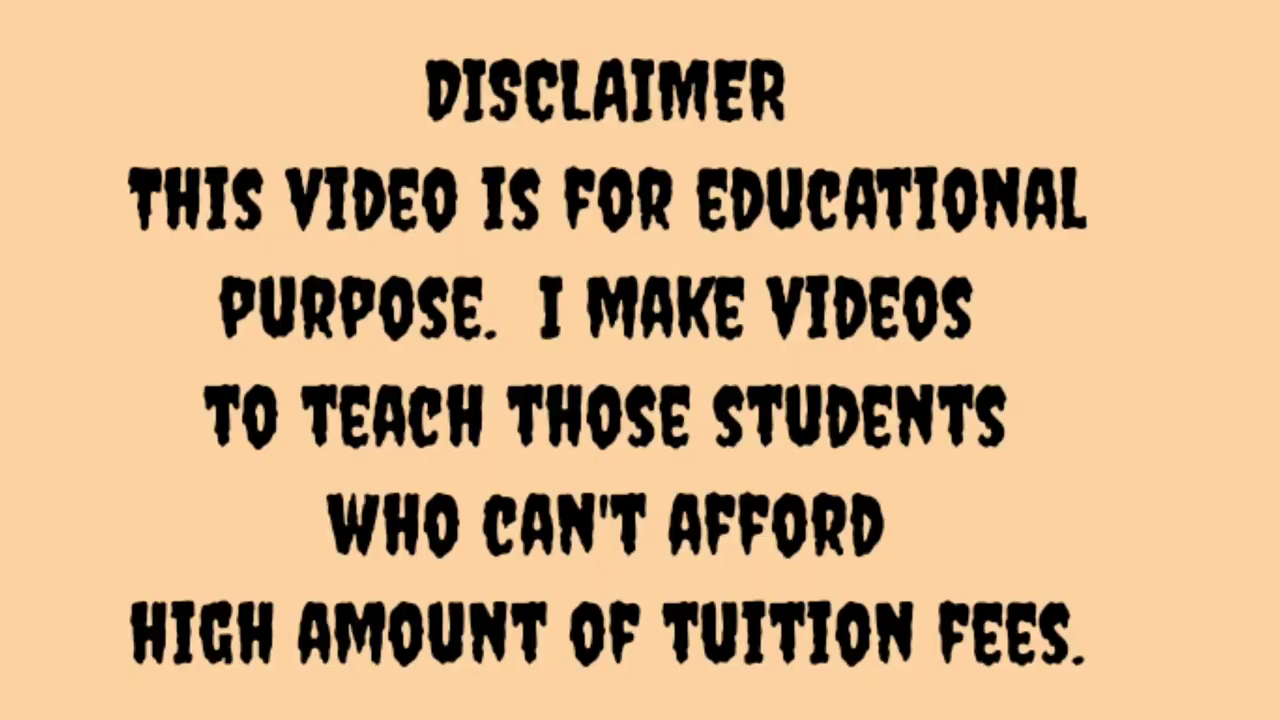 DISCLAIMER
THIS VIDEO IS FOR EDUCATIONAL
PURPOSE. I MAKE VIDEOS
TO TEACH THOSE STUDENTS
WHO CAN'T AFFORD
HIGH AMOUNT OF TUITION FEES.